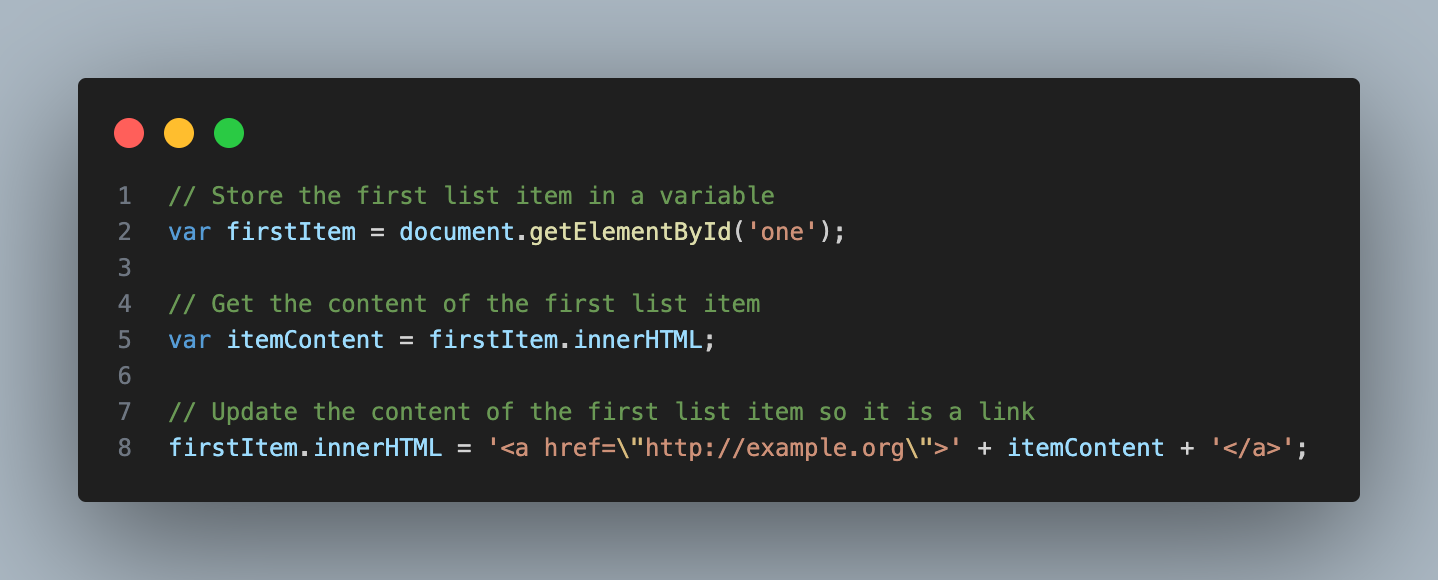 1 // Store the first list item in a variable
2 var firstItem = document.getElementById('one');
3
4 // Get the content of the first list item
5 var itemContent = firstItem.innerHTML;
6
7 // Update the content of the first list item so it is a link
8 firstItem.innerHTML = '<a href=\"http://example.org\">' + itemContent + '</a>';